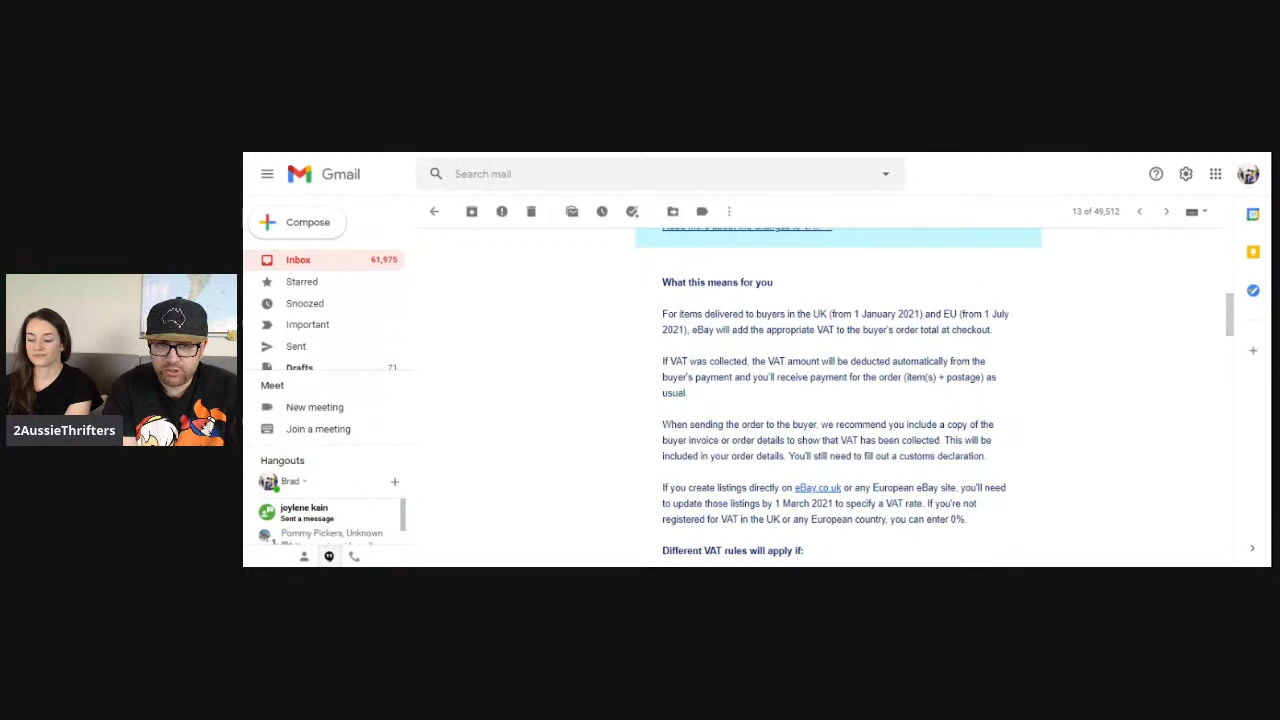 Gmail
Search mail
Compose
13 of 49,512
Inbox 61,975
Starred
Snoozed
Important
Sent
Drafts 71
Meet
New meeting
Join a meeting
Hangouts
Brad
joylene kain
Sent a message
Pommy Pickers, Unknown
2AussieThrifters
What this means for you
For items delivered to buyers in the UK (from 1 January 2021) and EU (from 1 July
2021), eBay will add the appropriate VAT to the buyer's order total at checkout.
If VAT was collected, the VAT amount will be deducted automatically from the
buyer's payment and you'll receive payment for the order (item(s) + postage) as
usual.
When sending the order to the buyer, we recommend you include a copy of the
buyer invoice or order details to show that VAT has been collected. This will be
included in your order details. You'll still need to fill out a customs declaration.
If you create listings directly on eBay.co.uk or any European eBay site, you'll need
to update those listings by 1 March 2021 to specify a VAT rate. If you're not
registered for VAT in the UK or any European country, you can enter 0%.
Different VAT rules will apply if: